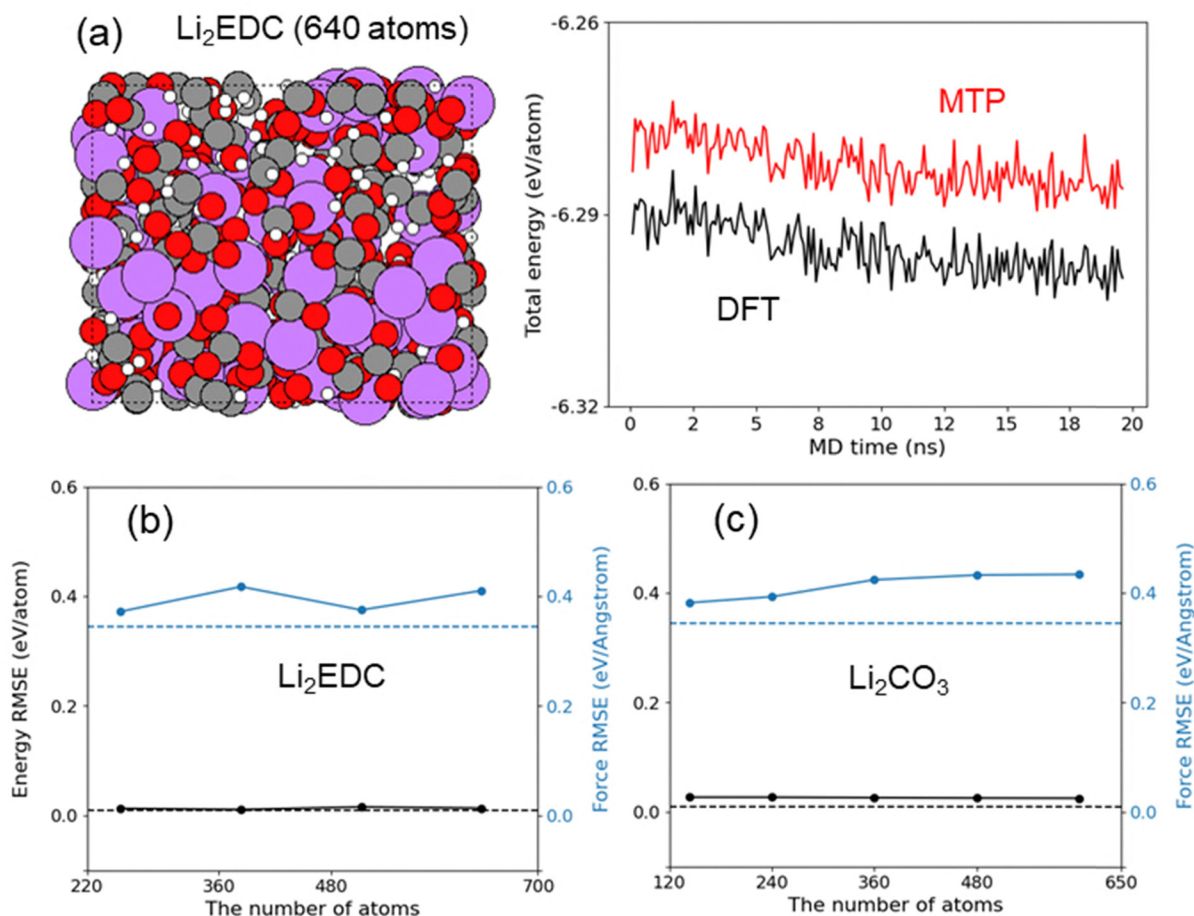 (a) Li₂EDC (640 atoms)
-6.26
-6.29
-6.32
Total energy (eV/atom)
MTP
DFT
0 2 5 8 10 12 15 18 20
MD time (ns)
(b)
0.6
0.4
0.2
0.0
Energy RMSE (eV/atom)
Li₂EDC
0.6
0.4
0.2
0.0
Force RMSE (eV/Angstrom)
220 360 480 700
The number of atoms
(c)
0.6
0.4
0.2
0.0
Li₂CO₃
0.6
0.4
0.2
0.0
Force RMSE (eV/Angstrom)
120 240 360 480 650
The number of atoms